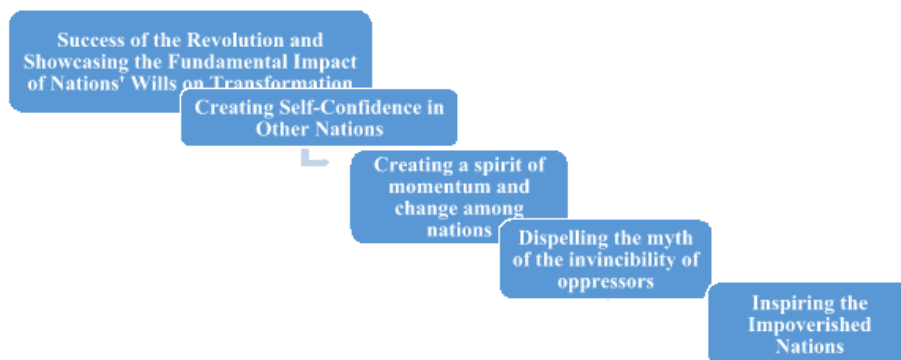 Success of the Revolution and
Showcasing the Fundamental Impact
of Nations' Wills on Transformation
Creating Self-Confidence in
Other Nations
Creating a spirit of
momentum and
change among
nations
Dispelling the myth
of the invincibility of
oppressors
Inspiring the
Impoverished
Nations